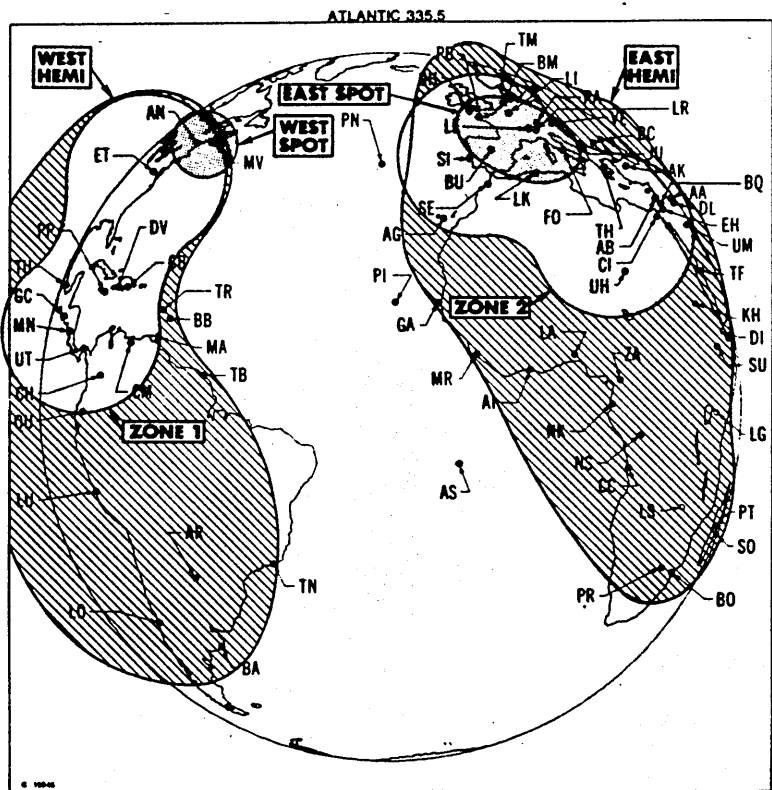 ATLANTIC 335.5
WEST HEMI
EAST HEMI
EAST SPOT
WEST SPOT
ZONE 1
ZONE 2
AN
ET
MV
PN
PP
DV
GC
MN
UT
CH
TR
BB
MA
TB
CM
LU
AR
LO
TN
BA
TM
BM
LI
LR
BC
SI
BU
LK
SE
AG
FO
TH
AB
CI
UH
AK
BQ
AA
DL
EH
UM
TF
KH
DI
SU
LG
PI
GA
MR
LA
ZA
AI
NK
NS
CC
LS
AS
PT
SO
PR
BO